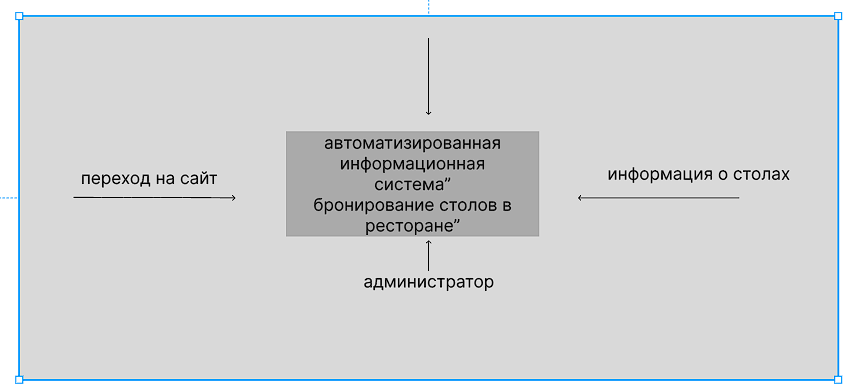 автоматизированная
информационная
система”
бронирование столов в
ресторане”
переход на сайт
информация о столах
администратор